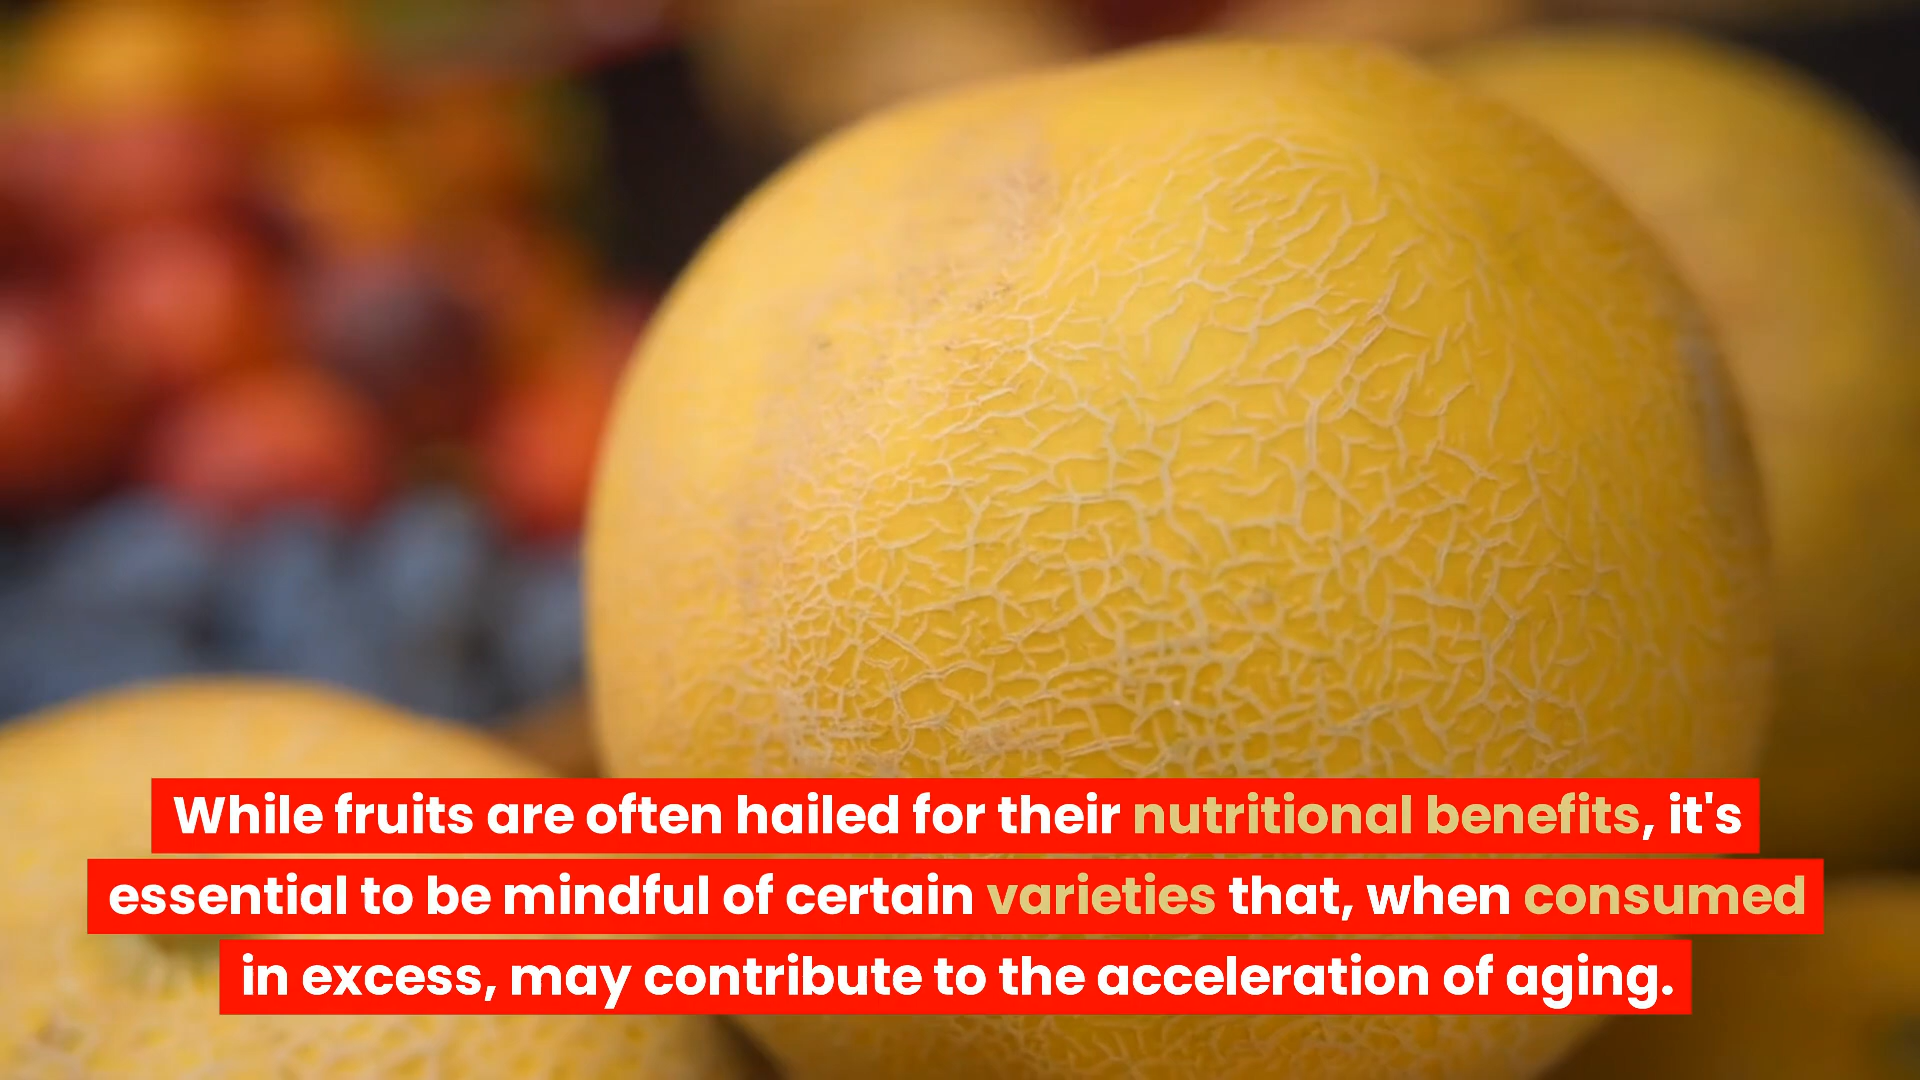 While fruits are often hailed for their nutritional benefits, it's
essential to be mindful of certain varieties that, when consumed
in excess, may contribute to the acceleration of aging.